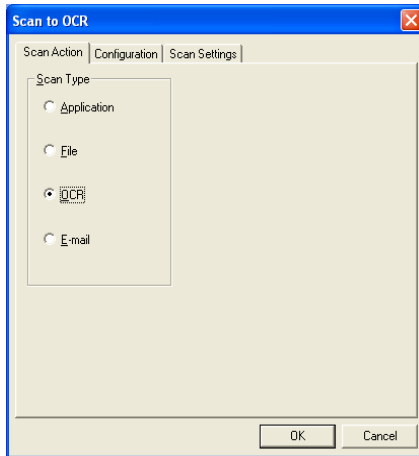 Scan to OCR
Scan Action Configuration Scan Settings
Scan Type
Application
File
OCR
E-mail
OK Cancel